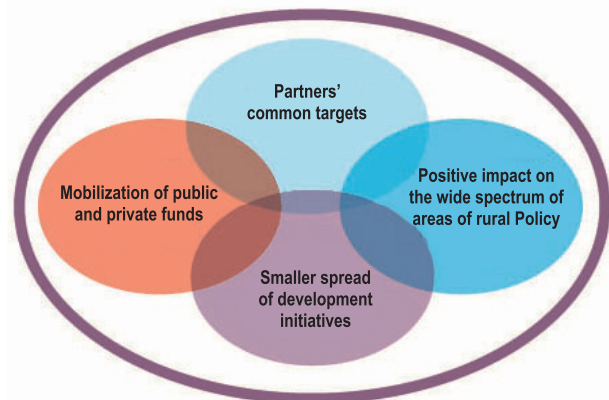 Partners'
common targets
Mobilization of public
and private funds
Positive impact on
the wide spectrum of
areas of rural Policy
Smaller spread
of development
initiatives